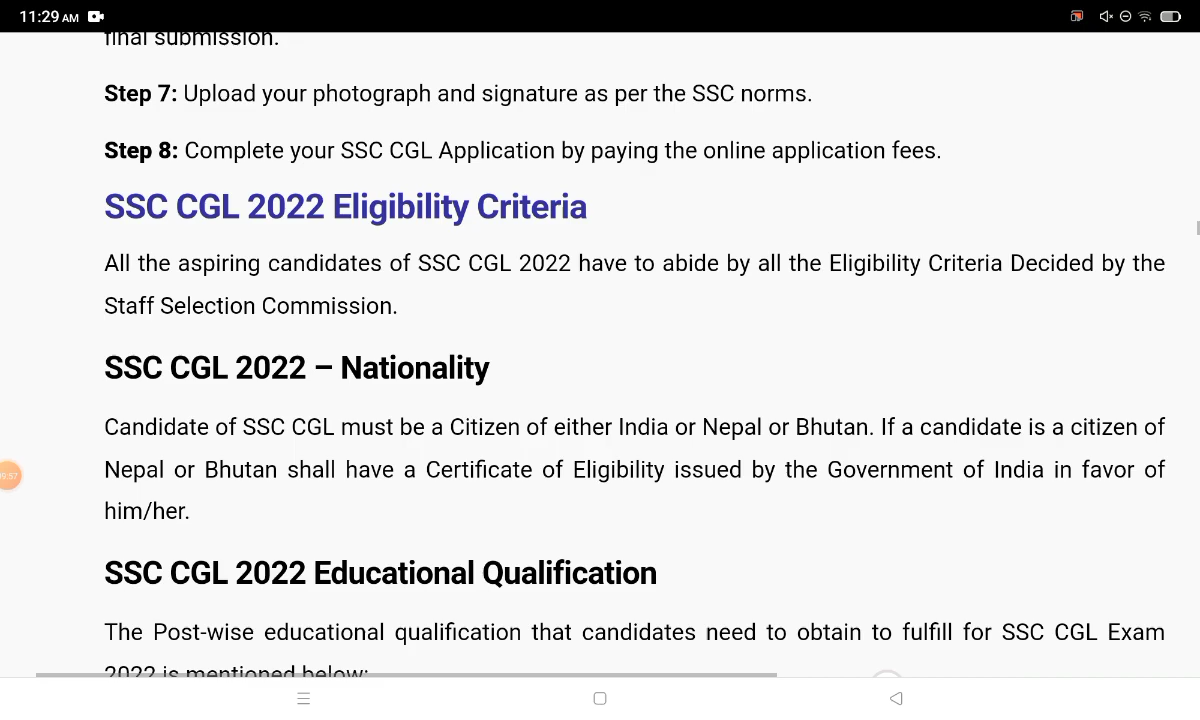 11:29 AM
final submission.
Step 7: Upload your photograph and signature as per the SSC norms.
Step 8: Complete your SSC CGL Application by paying the online application fees.
SSC CGL 2022 Eligibility Criteria
All the aspiring candidates of SSC CGL 2022 have to abide by all the Eligibility Criteria Decided by the
Staff Selection Commission.
SSC CGL 2022 – Nationality
Candidate of SSC CGL must be a Citizen of either India or Nepal or Bhutan. If a candidate is a citizen of
Nepal or Bhutan shall have a Certificate of Eligibility issued by the Government of India in favor of
him/her.
SSC CGL 2022 Educational Qualification
The Post-wise educational qualification that candidates need to obtain to fulfill for SSC CGL Exam
2022 is mentioned below: